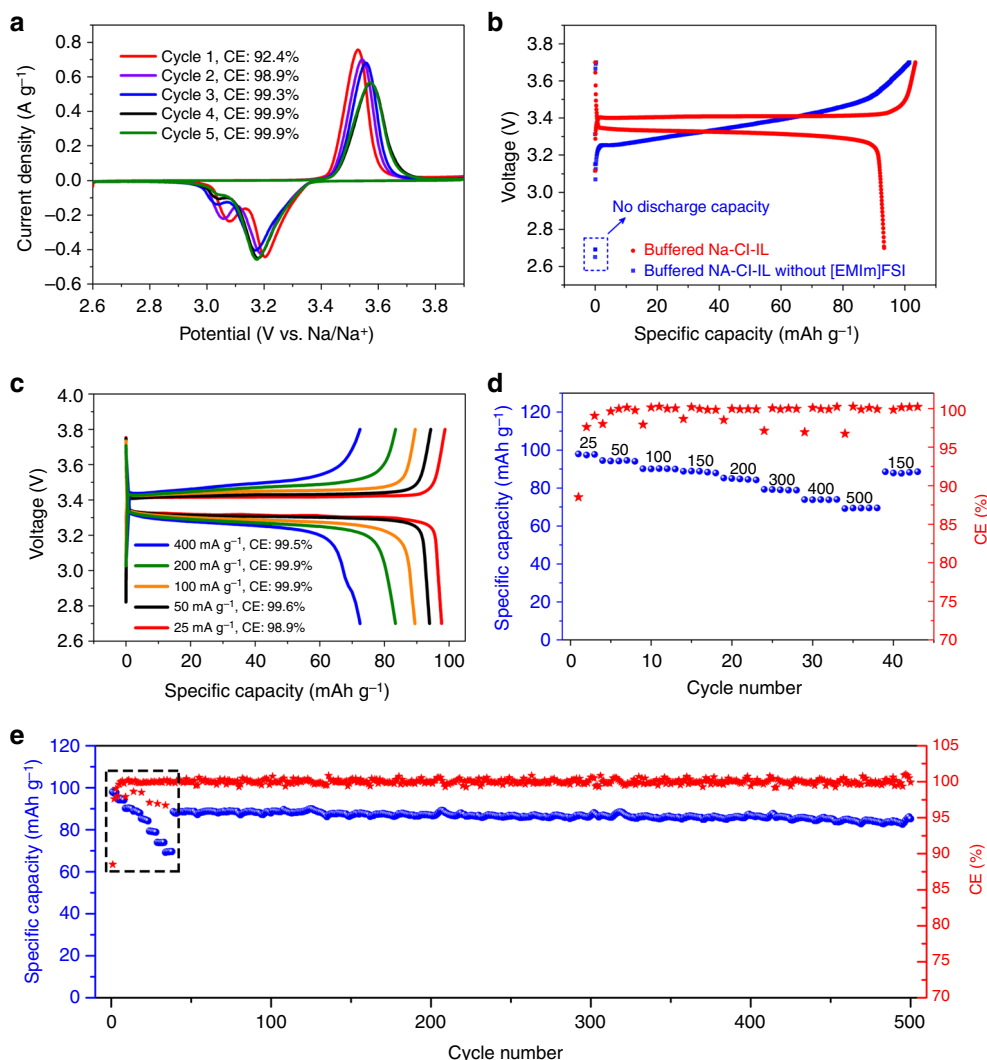 a
0.8
0.6
0.4
0.2
0.0
–0.2
–0.4
–0.6
Current density (A g–1)
Cycle 1, CE: 92.4%
Cycle 2, CE: 98.9%
Cycle 3, CE: 99.3%
Cycle 4, CE: 99.9%
Cycle 5, CE: 99.9%
2.6 3.0 3.2 3.4 3.6 3.8
Potential (V vs. Na/Na+)
b
3.8
3.6
3.4
3.2
3.0
2.8
2.6
Voltage (V)
No discharge capacity
Buffered Na-CI-IL
Buffered NA-CI-IL without [EMIm]FSI
0 20 40 60 80 100
Specific capacity (mAh g–1)
c
4.0
3.8
3.6
3.4
3.2
3.0
2.8
2.6
Voltage (V)
400 mA g–1, CE: 99.5%
200 mA g–1, CE: 99.9%
100 mA g–1, CE: 99.9%
50 mA g–1, CE: 99.6%
25 mA g–1, CE: 98.9%
0 20 40 60 80 100
Specific capacity (mAh g–1)
d
120
100
80
60
40
20
0
Specific capacity (mAh g–1)
25 50 100 150 200 300 400 500 150
100
95
90
85
80
75
70
CE (%)
0 10 20 30 40
Cycle number
e
120
100
80
60
40
20
0
Specific capacity (mAh g–1)
105
100
95
90
85
80
75
70
CE (%)
0 100 200 300 400 500
Cycle number